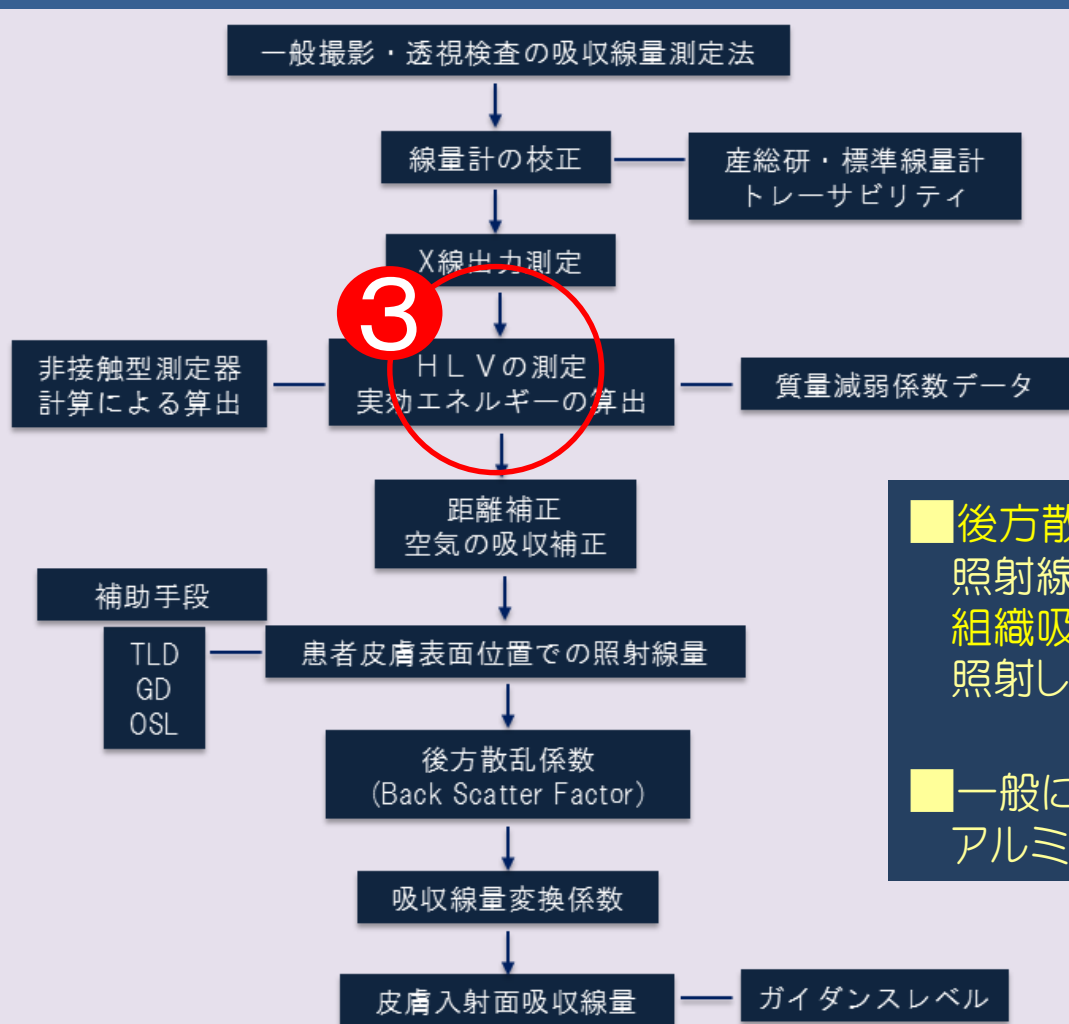 一般撮影・透視検査の吸収線量測定法
線量計の校正
産総研・標準線量計
トレーサビリティ
X線出力測定
3
非接触型測定器
計算による算出
HLVの測定
実効エネルギーの算出
質量減弱係数データ
距離補正
空気の吸収補正
補助手段
TLD
GD
OSL
患者皮膚表面位置での照射線量
後方散乱係数
(Back Scatter Factor)
吸収線量変換係数
皮膚入射面吸収線量
ガイダンスレベル
■後方散
照射線
組織吸
照射し
■一般に
アルミ